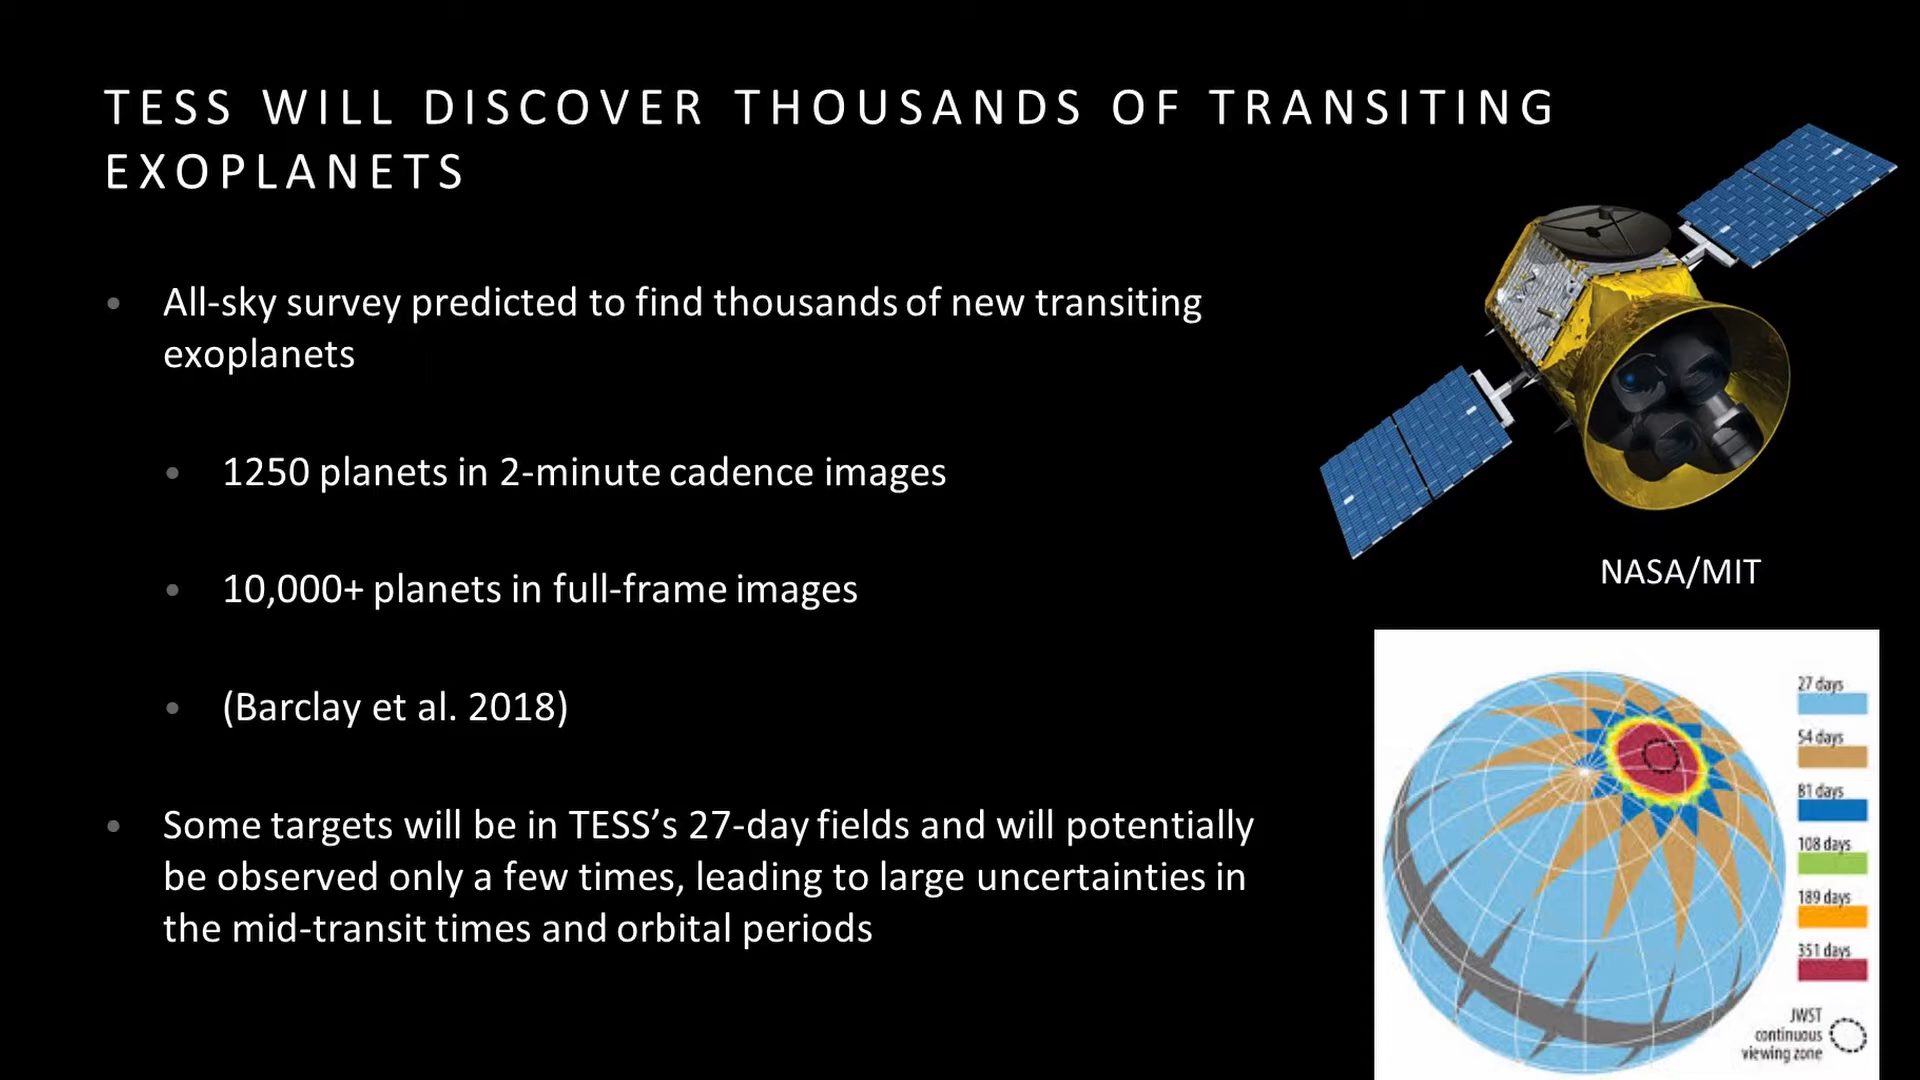 TESS WILL DISCOVER THOUSANDS OF TRANSITING
EXOPLANETS
All-sky survey predicted to find thousands of new transiting
exoplanets
1250 planets in 2-minute cadence images
10,000+ planets in full-frame images
(Barclay et al. 2018)
Some targets will be in TESS’s 27-day fields and will potentially
be observed only a few times, leading to large uncertainties in
the mid-transit times and orbital periods
NASA/MIT
27 days
54 days
81 days
108 days
189 days
351 days
JWST
continuous
viewing zone